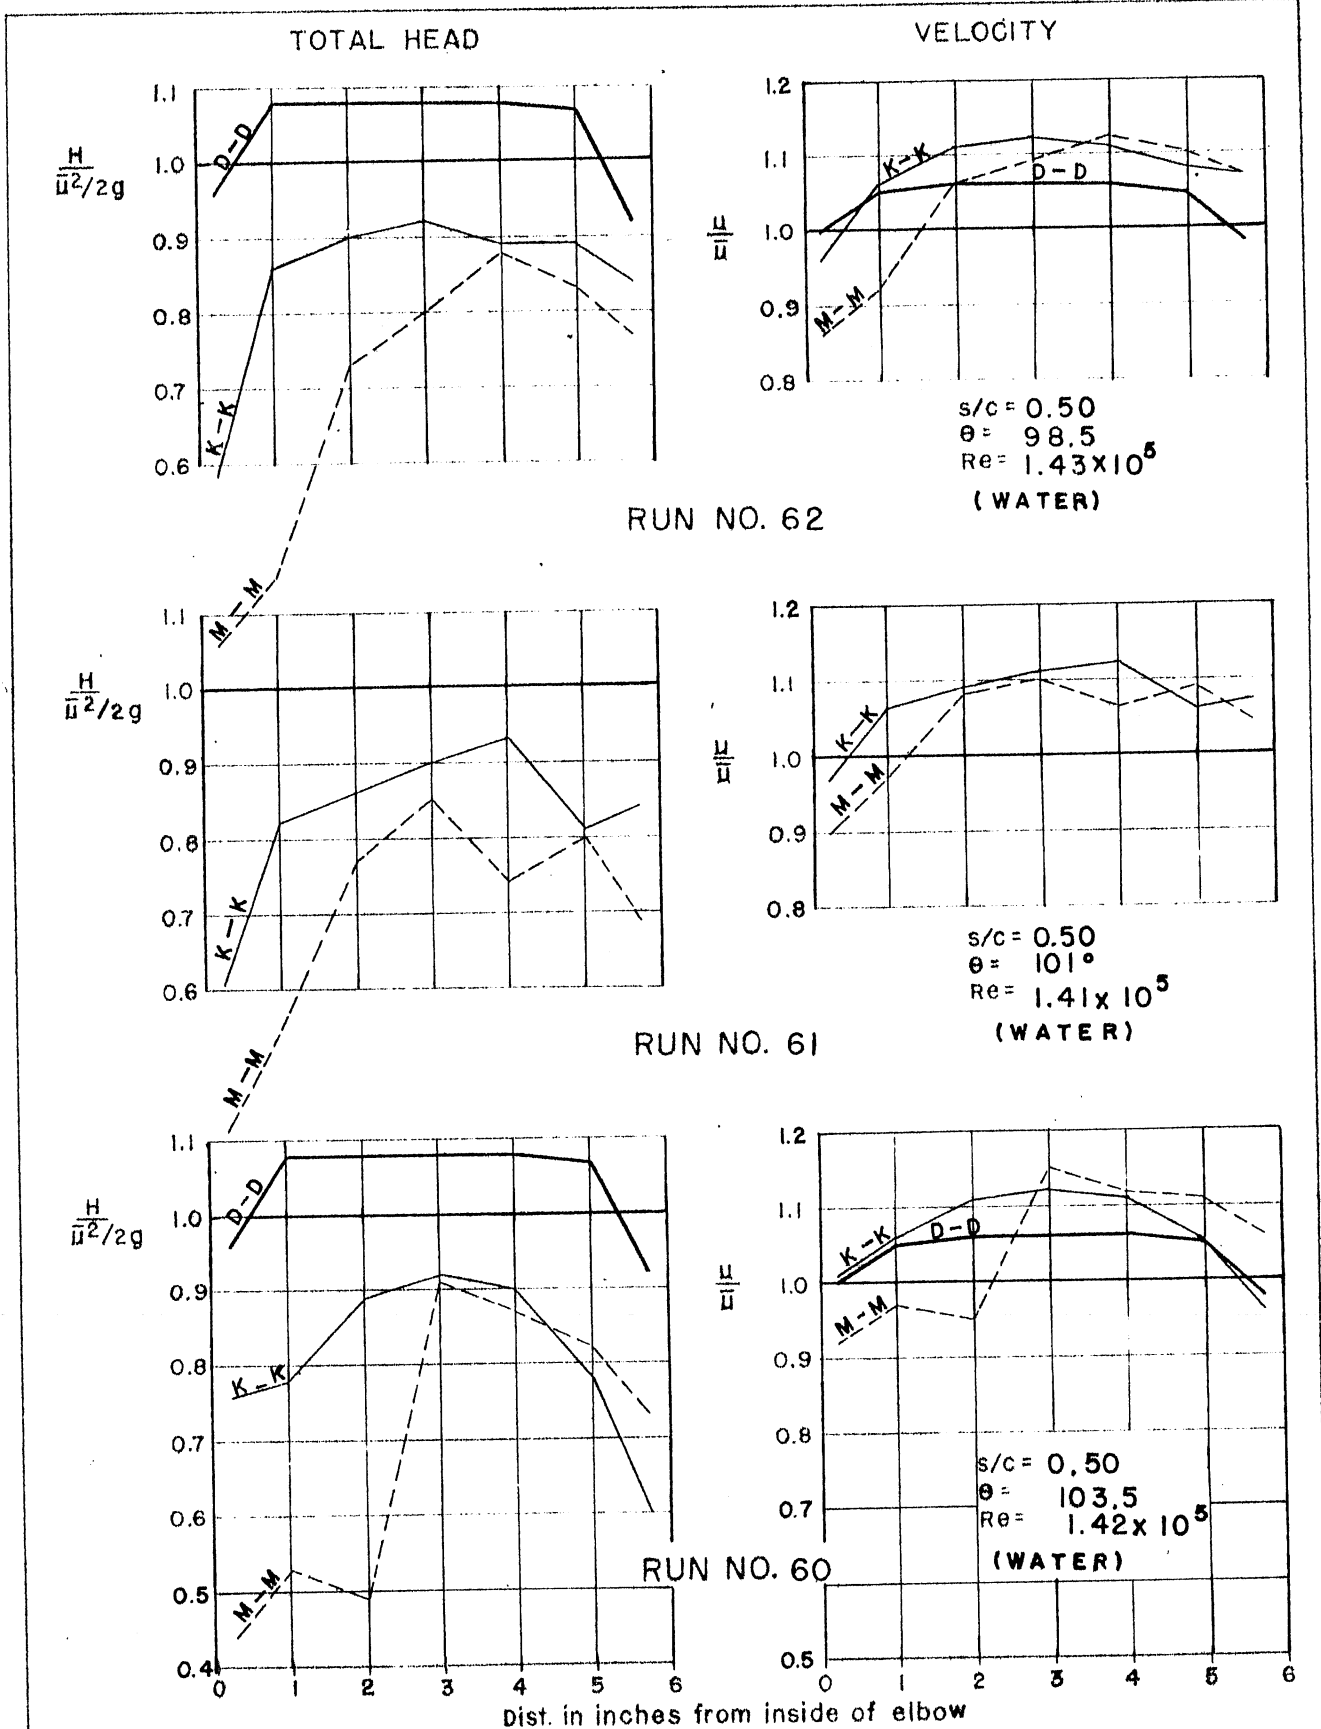 TOTAL HEAD
VELOCITY
H
ū²/2g
1.1
1.0
0.9
0.8
0.7
0.6
D-D
K-K
M-M
u
ū
1.2
1.1
1.0
0.9
0.8
K-K
D-D
M-M
s/c = 0.50
θ = 98.5
Re = 1.43X10⁵
(WATER)
RUN NO. 62
H
ū²/2g
1.1
1.0
0.9
0.8
0.7
0.6
K-K
M-M
u
ū
1.2
1.1
1.0
0.9
0.8
K-K
M-M
s/c = 0.50
θ = 101°
Re = 1.41x 10⁵
(WATER)
RUN NO. 61
H
ū²/2g
1.1
1.0
0.9
0.8
0.7
0.6
0.5
0.4
D-D
K-K
M-M
0 1 2 3 4 5 6
u
ū
1.2
1.1
1.0
0.9
0.8
0.7
0.5
K-K
D-D
M-M
s/c = 0.50
θ = 103.5
Re = 1.42x 10⁵
(WATER)
RUN NO. 60
0 1 2 3 4 5 6
Dist. in inches from inside of elbow